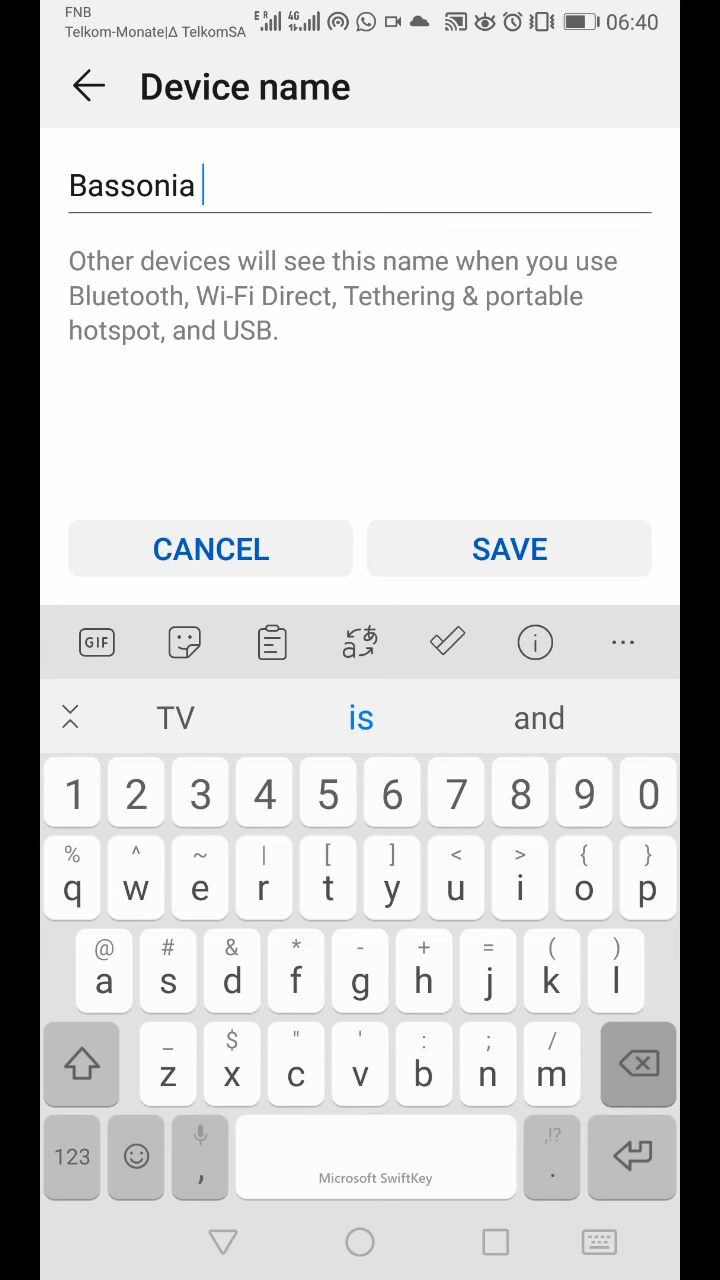 FNB
Telkom-Monate|Δ TelkomSA
E R 4G 06:40
Device name
Bassonia
Other devices will see this name when you use
Bluetooth, Wi-Fi Direct, Tethering & portable
hotspot, and USB.
CANCEL SAVE
GIF a あ i ...
TV is and
1 2 3 4 5 6 7 8 9 0
% ^ ~ | [ ] < > { }
q w e r t y u i o p
@ # & * - + = ( )
a s d f g h j k l
_ $ " ' : ; /
z x c v b n m
,!?
123 , Microsoft SwiftKey .